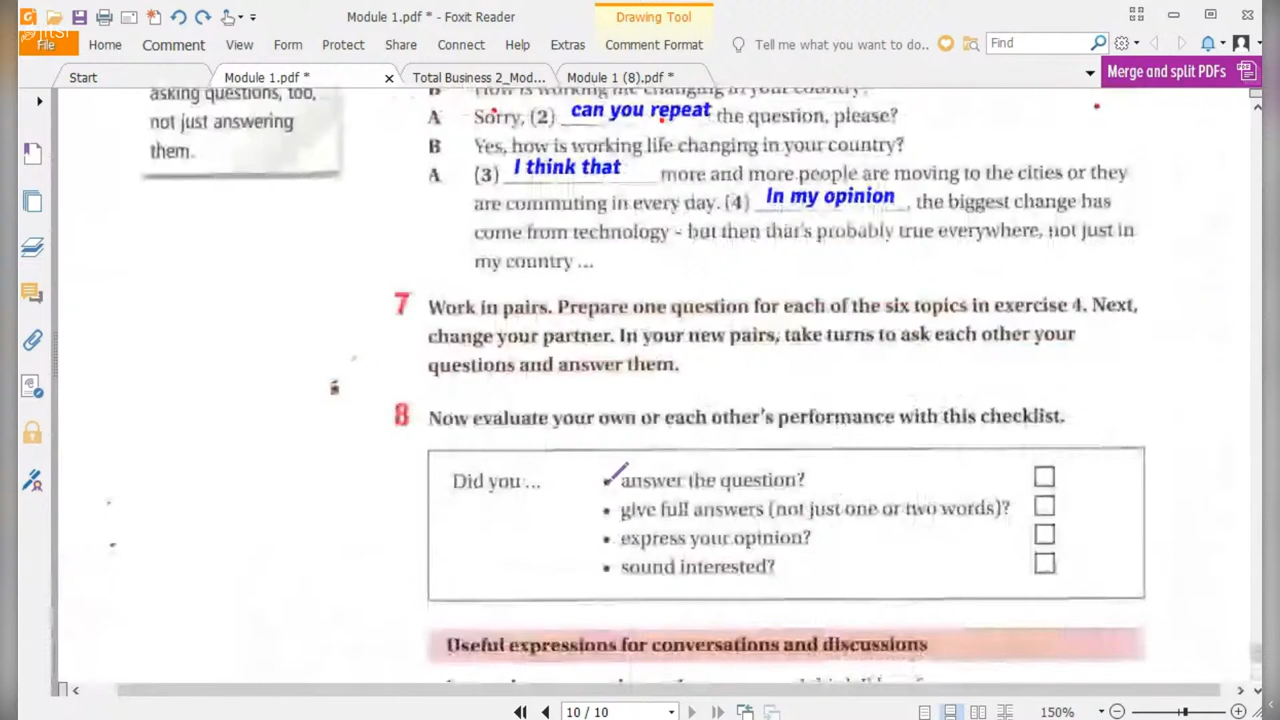 Module 1.pdf * - Foxit Reader
Drawing Tool
File
Home
Comment
View
Form
Protect
Share
Connect
Help
Extras
Comment Format
Tell me what you want to do..
Find
Start
Module 1.pdf *
Total Business 2_Mod...
Module 1 (8).pdf *
Merge and split PDFs
asking questions, too,
not just answering
them.
B How is working life changing in your country?
A Sorry, (2) can you repeat the question, please?
B Yes, how is working life changing in your country?
A (3) I think that more and more people are moving to the cities or they
are commuting in every day. (4) In my opinion, the biggest change has
come from technology - but then that's probably true everywhere, not just in
my country ...
7 Work in pairs. Prepare one question for each of the six topics in exercise 4. Next,
change your partner. In your new pairs, take turns to ask each other your
questions and answer them.
8 Now evaluate your own or each other's performance with this checklist.
Did you ... • answer the question?
• give full answers (not just one or two words)?
• express your opinion?
• sound interested?
Useful expressions for conversations and discussions
10 / 10
150%